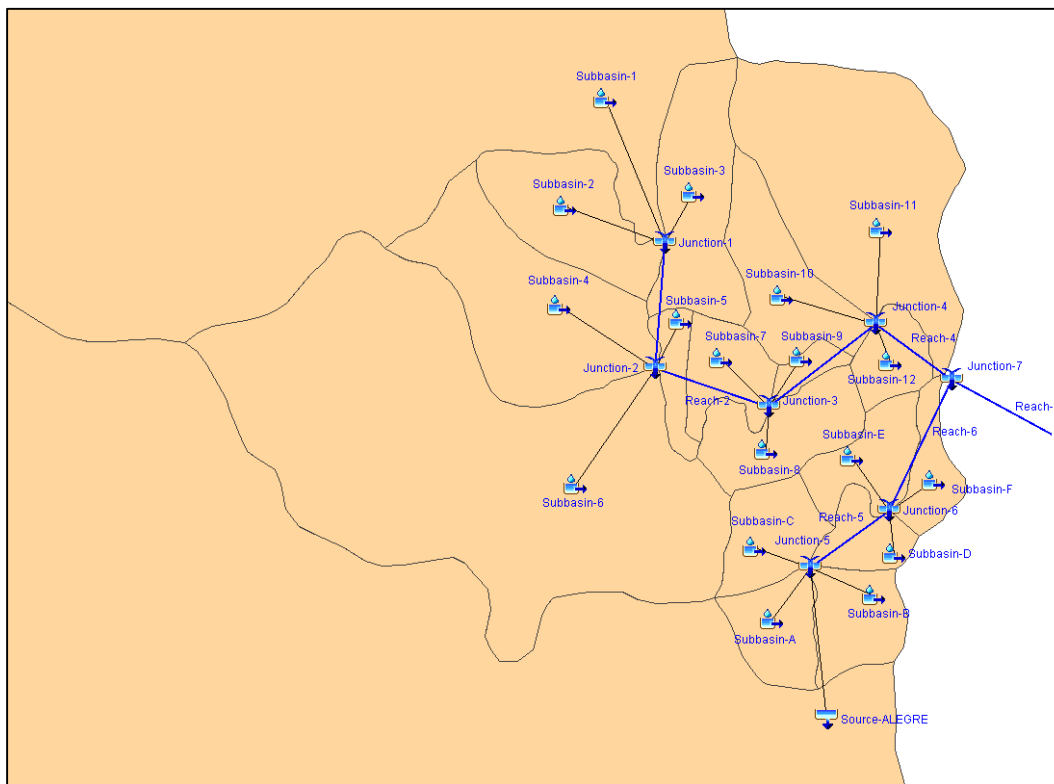 Subbasin-1
Subbasin-3
Subbasin-2
Subbasin-11
Junction-1
Subbasin-10
Subbasin-4
Subbasin-5
Junction-4
Subbasin-7
Subbasin-9
Reach-4
Junction-2
Junction-7
Subbasin-12
Reach-2
Junction-3
Reach-
Reach-6
Subbasin-E
Subbasin-8
Subbasin-6
Subbasin-F
Junction-6
Subbasin-C
Reach-5
Junction-5
Subbasin-D
Subbasin-B
Subbasin-A
Source-ALEGRE